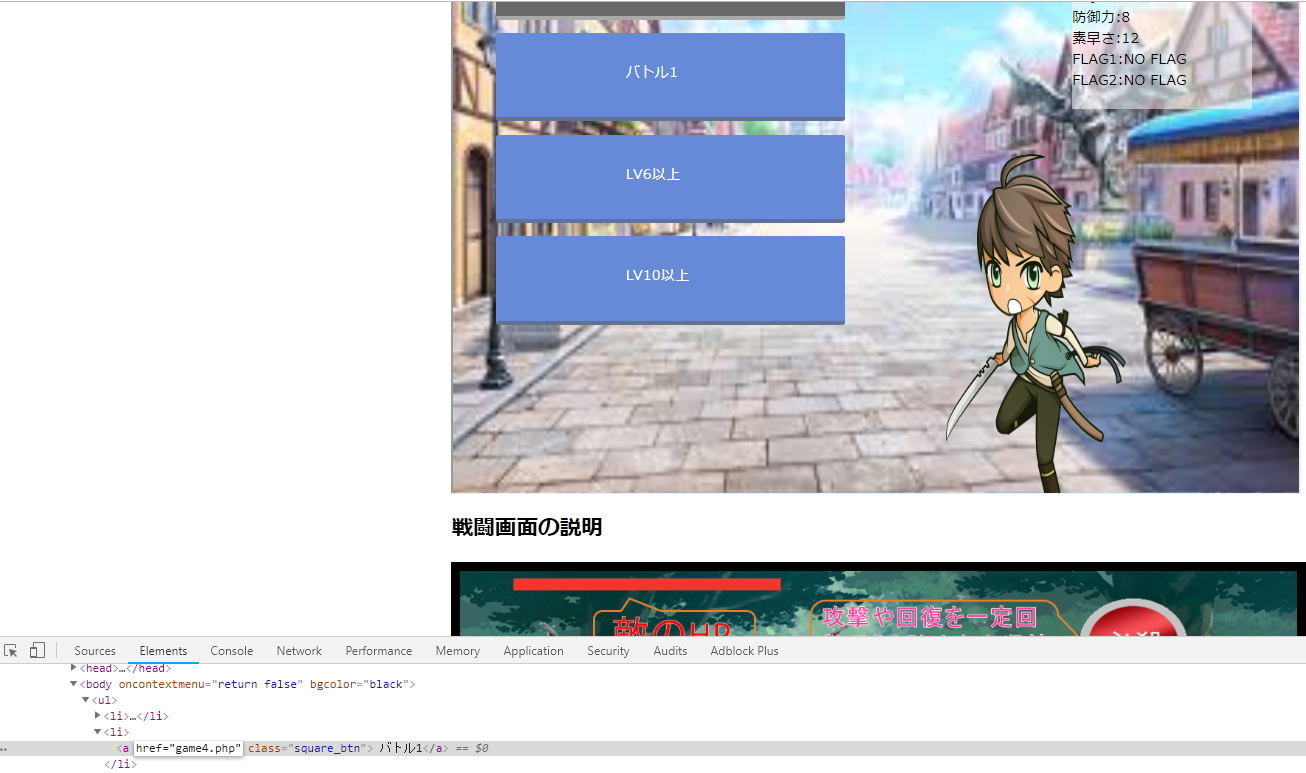 防御力:8
素早さ:12
FLAG1:NO FLAG
FLAG2:NO FLAG
バトル1
LV6以上
LV10以上
戦闘画面の説明
敵のHP
攻撃や回復を一定回
Sources Elements Console Network Performance Memory Application Security Audits Adblock Plus
<head>…</head>
<body oncontextmenu="return false" bgcolor="black">
<ul>
<li>…</li>
<li>
<a href="game4.php" class="square_btn"> バトル1</a> == $0
</li>